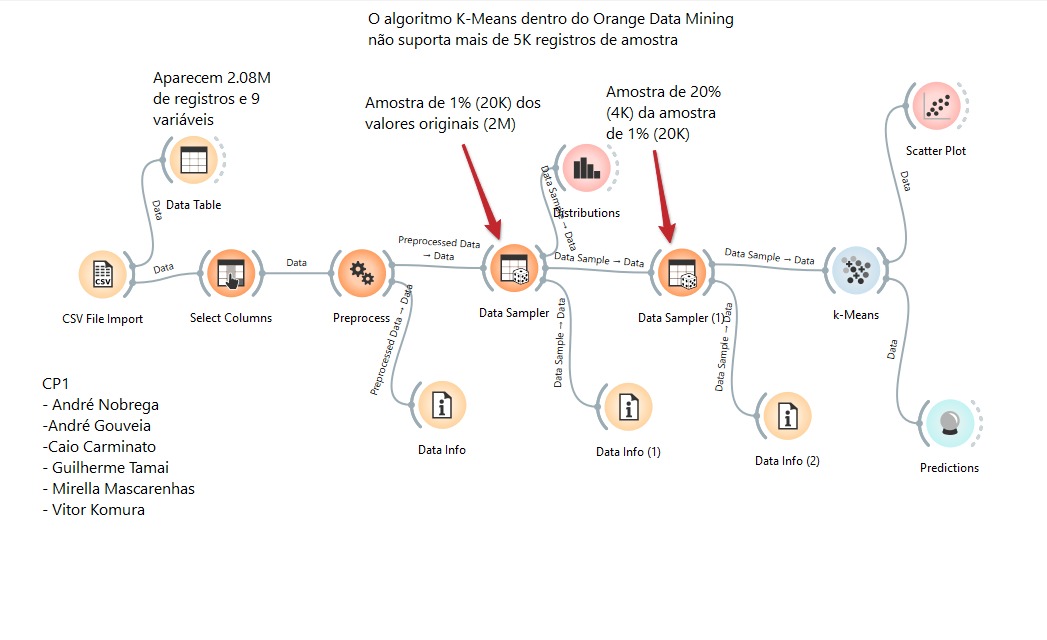 O algoritmo K-Means dentro do Orange Data Mining
não suporta mais de 5K registros de amostra
Aparecem 2.08M
de registros e 9
variáveis
Amostra de 1% (20K) dos
valores originais (2M)
Amostra de 20%
(4K) da amostra
de 1% (20K)
Data Table
Distributions
Scatter Plot
Data
Data
Data
Preprocessed Data
→ Data
Data Sample → Data
Data Sample → Data
Data Sample → Data
Data
CSV
CSV File Import
Select Columns
Preprocess
Data Sampler
Data Sampler (1)
k-Means
Preprocessed Data → Data
Data Sample → Data
Data Sample → Data
Data
Data Info
Data Info (1)
Data Info (2)
Predictions
CP1
- André Nobrega
-André Gouveia
-Caio Carminato
- Guilherme Tamai
- Mirella Mascarenhas
- Vitor Komura